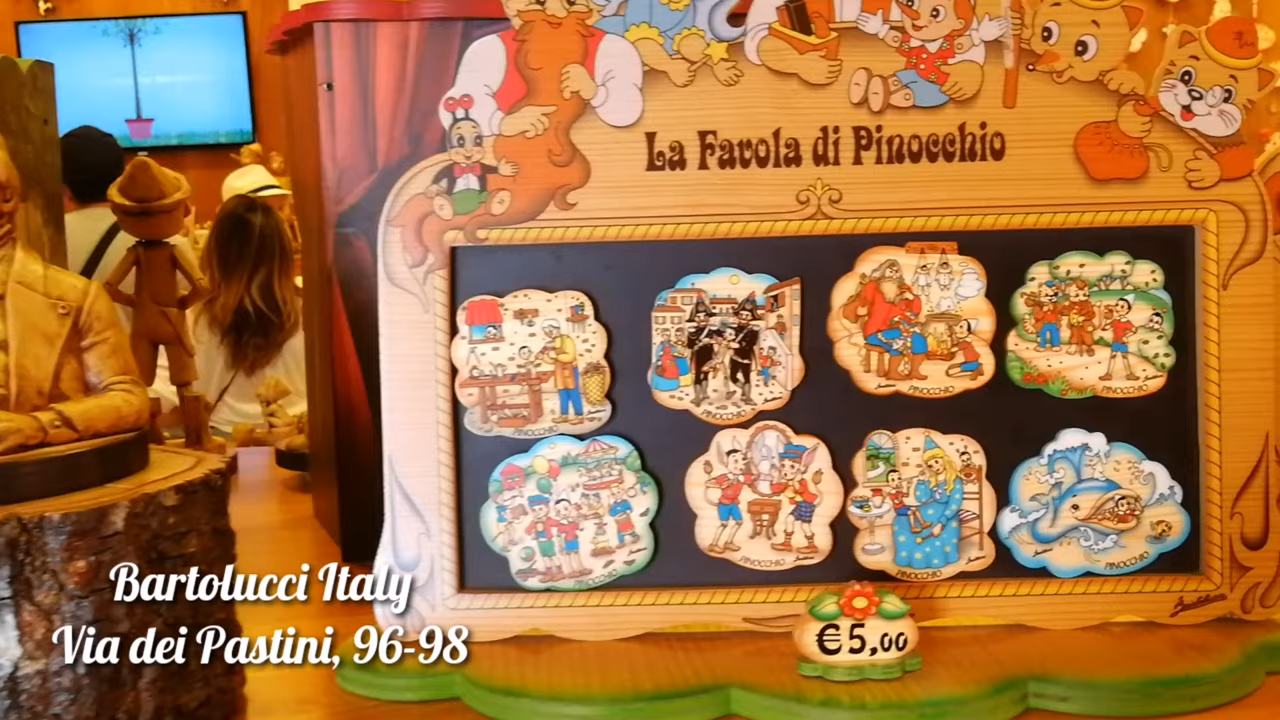 La Favola di Pinocchio
PINOCCHIO
PINOCCHIO
PINOCCHIO
PINOCCHIO
PINOCCHIO
PINOCCHIO
PINOCCHIO
PINOCCHIO
€5,00
Bartolucci Italy
Via dei Pastini, 96-98